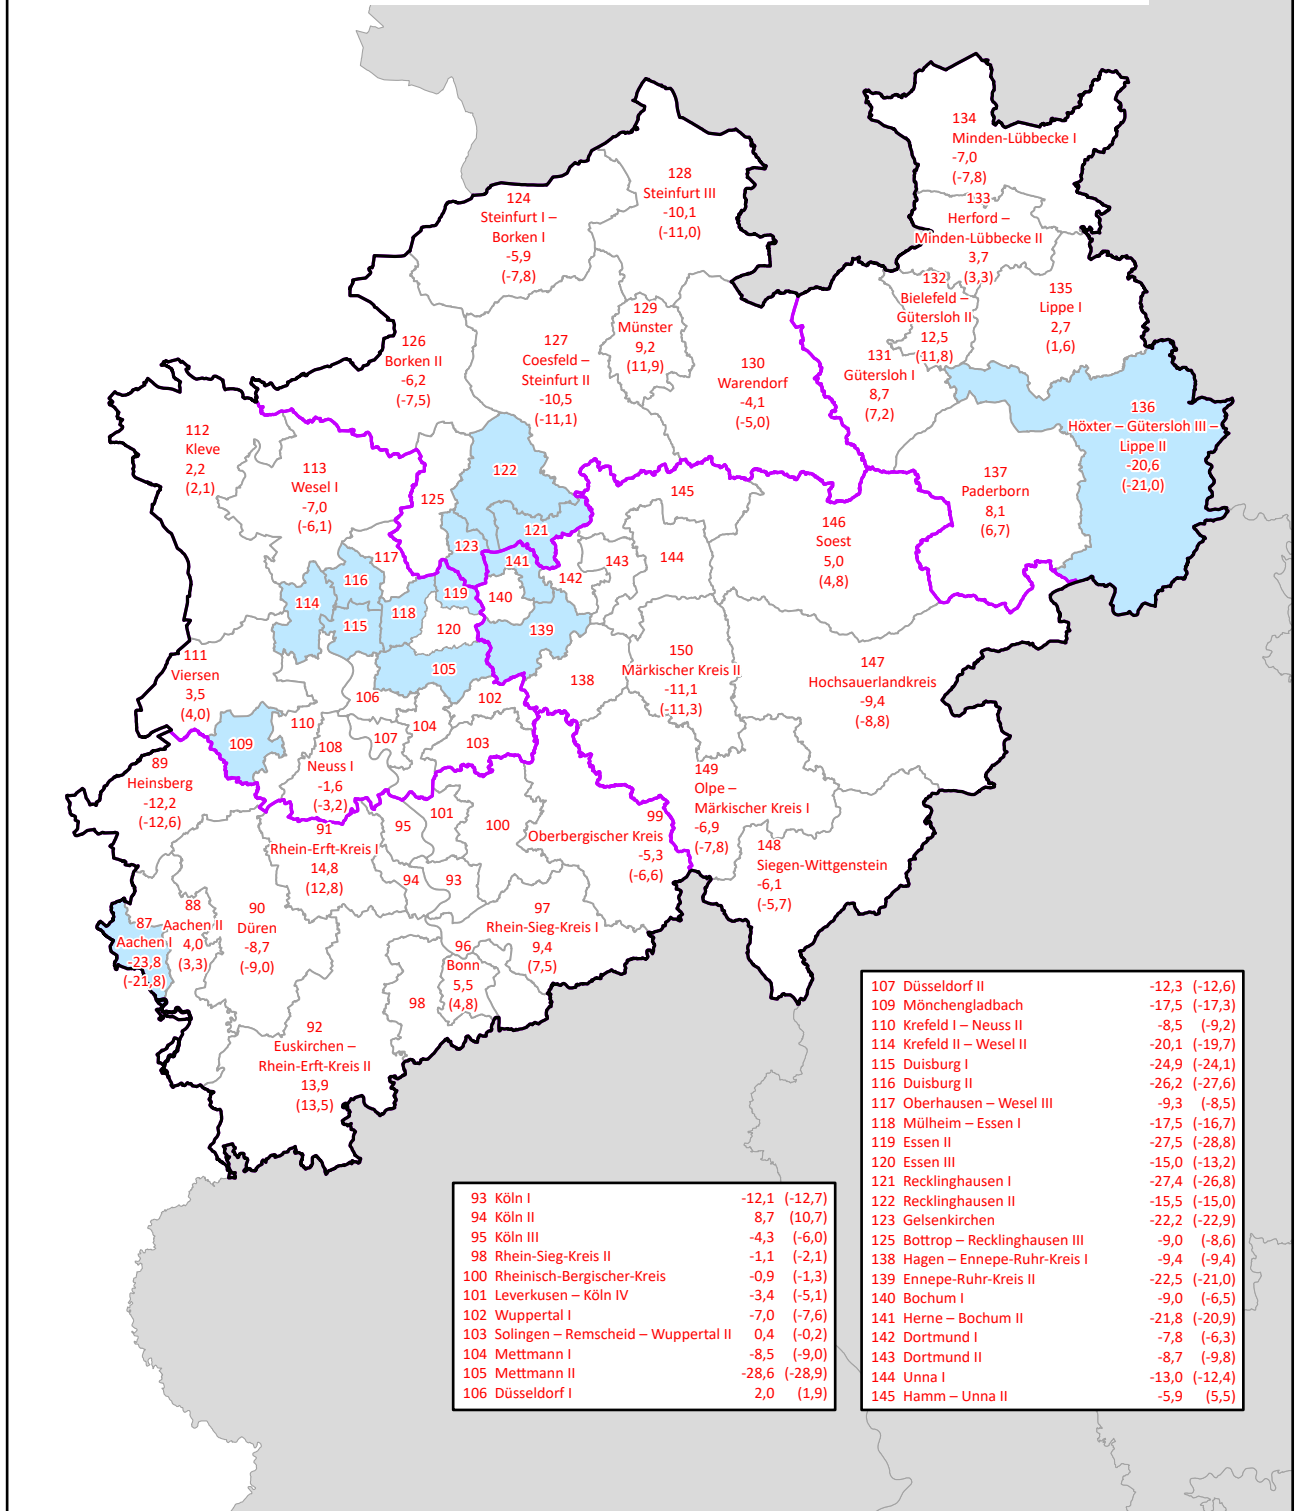 134
Minden-Lübbecke I
-7,0
(-7,8)
128
Steinfurt III
-10,1
(-11,0)
124
Steinfurt I –
Borken I
-5,9
(-7,8)
133
Herford –
Minden-Lübbecke II
3,7
(3,3)
132
Bielefeld –
Gütersloh II
12,5
(11,8)
135
Lippe I
2,7
(1,6)
129
Münster
9,2
(11,9)
126
Borken II
-6,2
(-7,5)
127
Coesfeld –
Steinfurt II
-10,5
(-11,1)
130
Warendorf
-4,1
(-5,0)
131
Gütersloh I
8,7
(7,2)
136
Höxter – Gütersloh III –
Lippe II
-20,6
(-21,0)
112
Kleve
2,2
(2,1)
113
Wesel I
-7,0
(-6,1)
137
Paderborn
8,1
(6,7)
122
125
145
146
Soest
5,0
(4,8)
121
123
117
141
143
144
142
116
119
140
114
118
115
120
139
111
Viersen
3,5
(4,0)
105
150
Märkischer Kreis II
-11,1
(-11,3)
147
Hochsauerlandkreis
-9,4
(-8,8)
138
106
102
110
104
109
107
103
108
Neuss I
-1,6
(-3,2)
89
Heinsberg
-12,2
(-12,6)
149
Olpe –
Märkischer Kreis I
-6,9
(-7,8)
101
95
100
99
Oberbergischer Kreis
-5,3
(-6,6)
91
Rhein-Erft-Kreis I
14,8
(12,8)
148
Siegen-Wittgenstein
-6,1
(-5,7)
94
93
87
Aachen I
-23,8
(-21,8)
88
Aachen II
4,0
(3,3)
90
Düren
-8,7
(-9,0)
97
Rhein-Sieg-Kreis I
9,4
(7,5)
96
Bonn
5,5
(4,8)
98
92
Euskirchen –
Rhein-Erft-Kreis II
13,9
(13,5)
93 Köln I -12,1 (-12,7)
94 Köln II 8,7 (10,7)
95 Köln III -4,3 (-6,0)
98 Rhein-Sieg-Kreis II -1,1 (-2,1)
100 Rheinisch-Bergischer-Kreis -0,9 (-1,3)
101 Leverkusen – Köln IV -3,4 (-5,1)
102 Wuppertal I -7,0 (-7,6)
103 Solingen – Remscheid – Wuppertal II 0,4 (-0,2)
104 Mettmann I -8,5 (-9,0)
105 Mettmann II -28,6 (-28,9)
106 Düsseldorf I 2,0 (1,9)
107 Düsseldorf II -12,3 (-12,6)
109 Mönchengladbach -17,5 (-17,3)
110 Krefeld I – Neuss II -8,5 (-9,2)
114 Krefeld II – Wesel II -20,1 (-19,7)
115 Duisburg I -24,9 (-24,1)
116 Duisburg II -26,2 (-27,6)
117 Oberhausen – Wesel III -9,3 (-8,5)
118 Mülheim – Essen I -17,5 (-16,7)
119 Essen II -27,5 (-28,8)
120 Essen III -15,0 (-13,2)
121 Recklinghausen I -27,4 (-26,8)
122 Recklinghausen II -15,5 (-15,0)
123 Gelsenkirchen -22,2 (-22,9)
125 Bottrop – Recklinghausen III -9,0 (-8,6)
138 Hagen – Ennepe-Ruhr-Kreis I -9,4 (-9,4)
139 Ennepe-Ruhr-Kreis II -22,5 (-21,0)
140 Bochum I -9,0 (-6,5)
141 Herne – Bochum II -21,8 (-20,9)
142 Dortmund I -7,8 (-6,3)
143 Dortmund II -8,7 (-9,8)
144 Unna I -13,0 (-12,4)
145 Hamm – Unna II -5,9 (5,5)